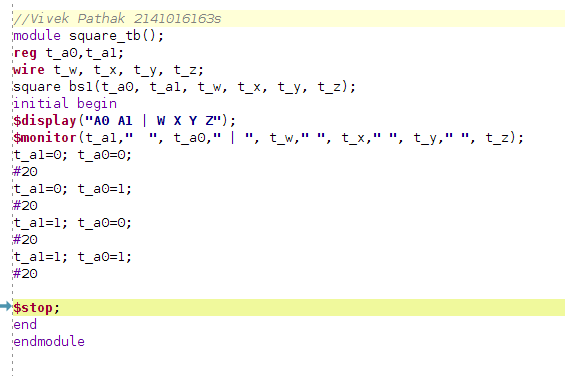 //Vivek Pathak 2141016163s
module square_tb();
reg t_a0,t_a1;
wire t_w, t_x, t_y, t_z;
square bs1(t_a0, t_a1, t_w, t_x, t_y, t_z);
initial begin
$display("A0 A1 | W X Y Z");
$monitor(t_a1,"  ", t_a0," | ", t_w," ", t_x," ", t_y," ", t_z);
t_a1=0; t_a0=0;
#20
t_a1=0; t_a0=1;
#20
t_a1=1; t_a0=0;
#20
t_a1=1; t_a0=1;
#20
$stop;
end
endmodule